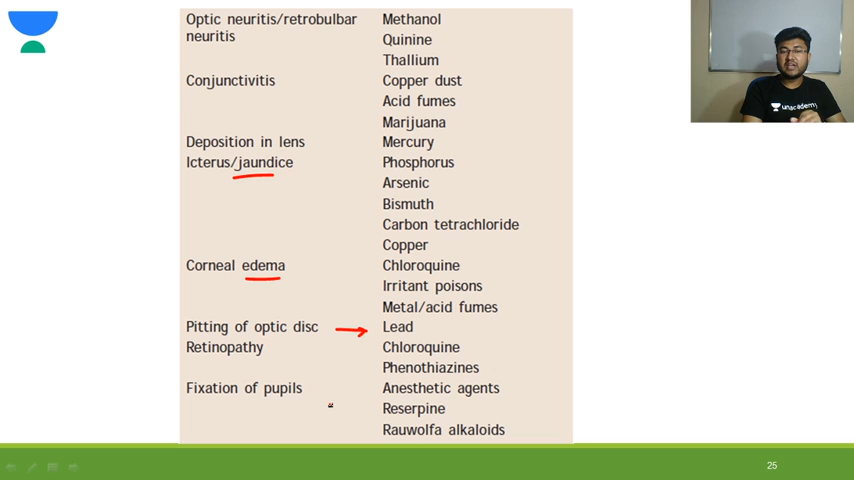 Optic neuritis/retrobulbar Methanol
neuritis Quinine
Thallium
Conjunctivitis Copper dust
Acid fumes
Marijuana
Deposition in lens Mercury
Icterus/jaundice Phosphorus
Arsenic
Bismuth
Carbon tetrachloride
Copper
Corneal edema Chloroquine
Irritant poisons
Metal/acid fumes
Pitting of optic disc Lead
Retinopathy Chloroquine
Phenothiazines
Fixation of pupils Anesthetic agents
Reserpine
Rauwolfa alkaloids
unacademy
25